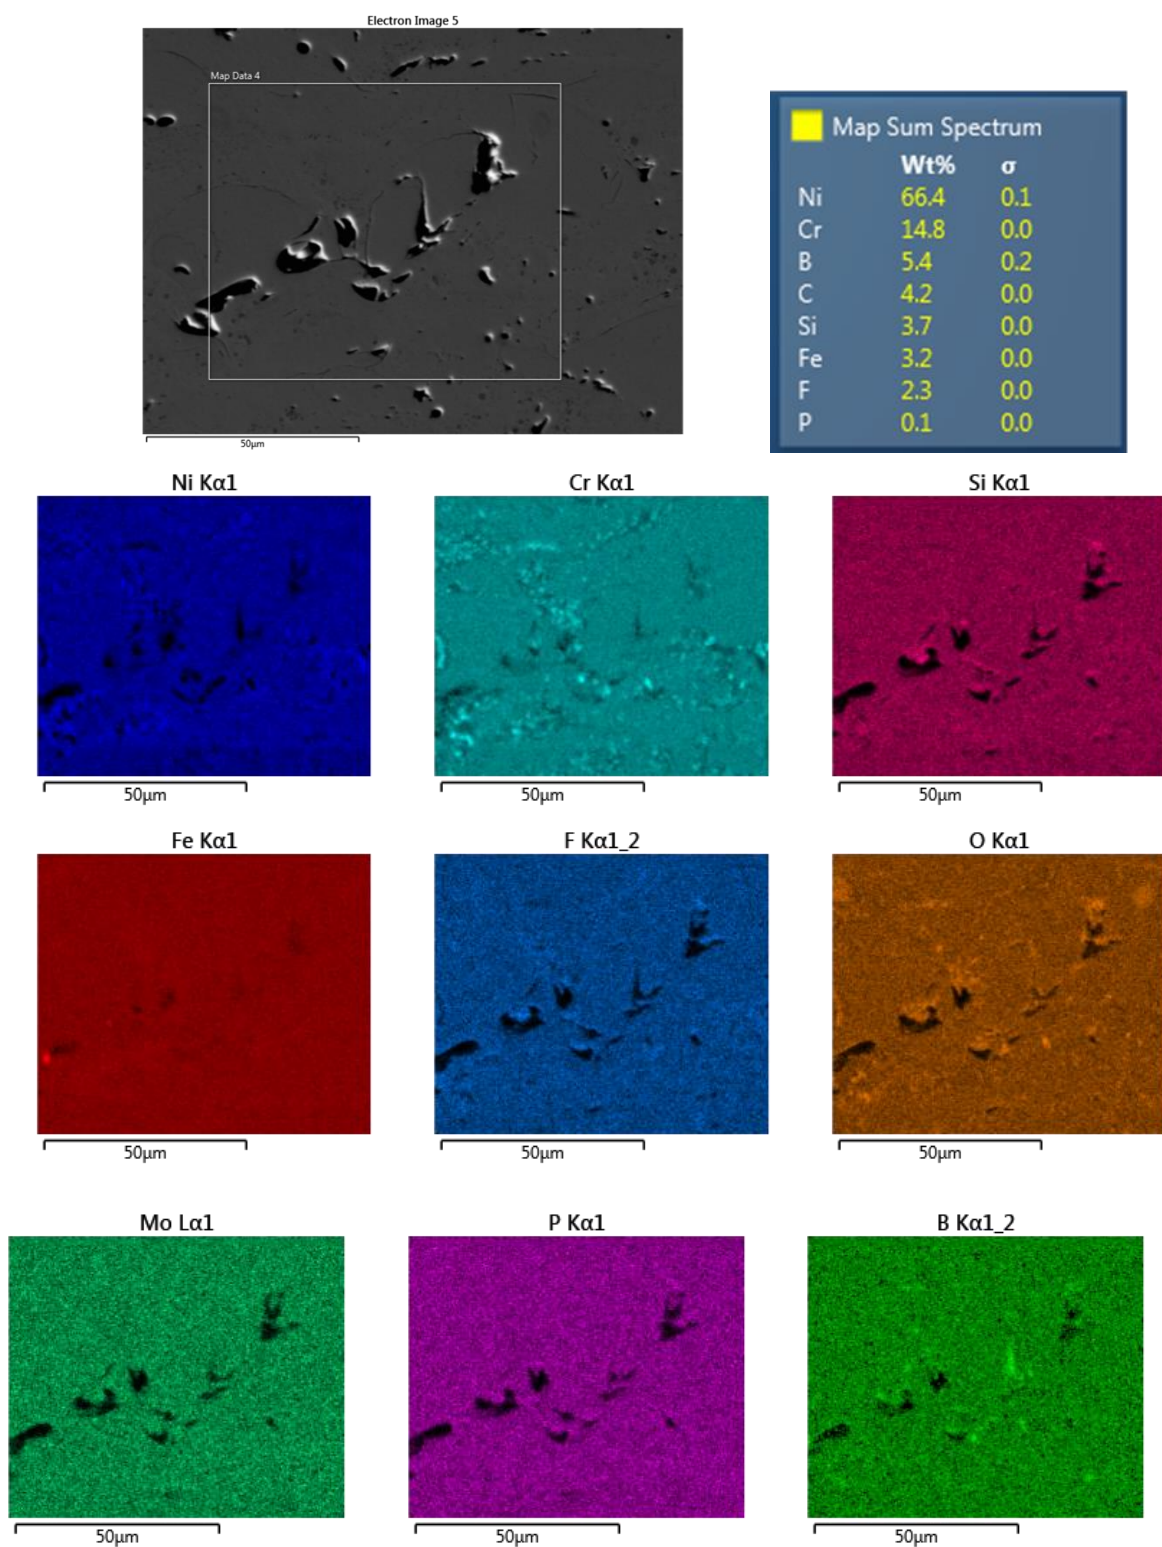 Electron Image 5
Map Data 4
50µm
Map Sum Spectrum
Wt% σ
Ni 66.4 0.1
Cr 14.8 0.0
B 5.4 0.2
C 4.2 0.0
Si 3.7 0.0
Fe 3.2 0.0
F 2.3 0.0
P 0.1 0.0
Ni Kα1 Cr Kα1 Si Kα1
50µm 50µm 50µm
Fe Kα1 F Kα1_2 O Kα1
50µm 50µm 50µm
Mo Lα1 P Kα1 B Kα1_2
50µm 50µm 50µm